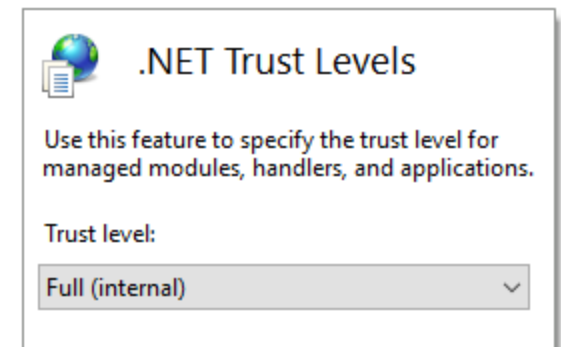 .NET Trust Levels
Use this feature to specify the trust level for
managed modules, handlers, and applications.
Trust level:
Full (internal)